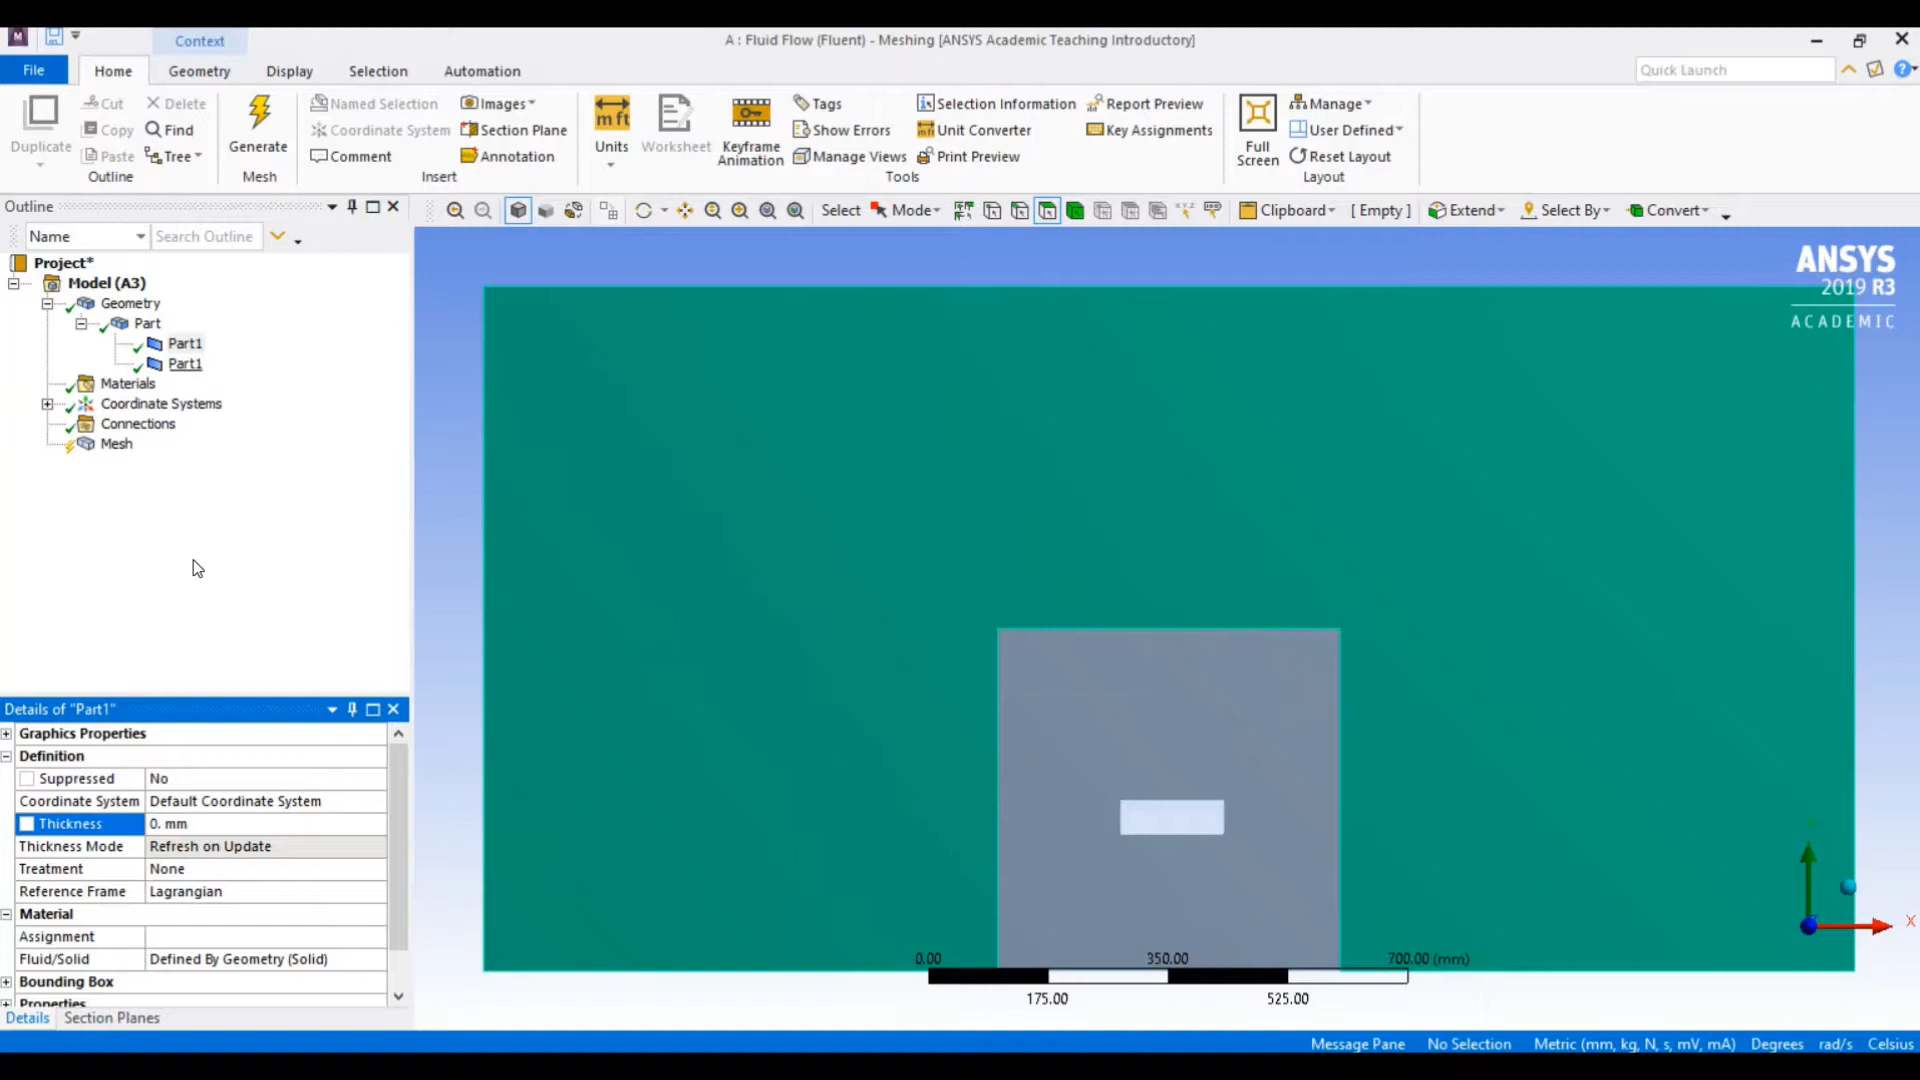 Context
A : Fluid Flow (Fluent) - Meshing [ANSYS Academic Teaching Introductory]
File Home Geometry Display Selection Automation
Quick Launch
Duplicate
Cut
Copy
Paste
Delete
Find
Tree
Outline
Generate
Mesh
Named Selection
Coordinate System
Comment
Images
Section Plane
Annotation
Insert
m ft
Units
Worksheet
Keyframe
Animation
Tags
Show Errors
Manage Views
Selection Information
Unit Converter
Print Preview
Report Preview
Key Assignments
Tools
Full
Screen
Manage
User Defined
Reset Layout
Layout
Outline
Select Mode Clipboard [ Empty ] Extend Select By Convert
Name Search Outline
Project*
Model (A3)
Geometry
Part
Part1
Part1
Materials
Coordinate Systems
Connections
Mesh
ANSYS
2019 R3
ACADEMIC
Details of "Part1"
Graphics Properties
Definition
Suppressed No
Coordinate System Default Coordinate System
Thickness 0. mm
Thickness Mode Refresh on Update
Treatment None
Reference Frame Lagrangian
Material
Assignment
Fluid/Solid Defined By Geometry (Solid)
Bounding Box
Properties
Details Section Planes
0.00 350.00 700.00 (mm)
175.00 525.00
X
Message Pane No Selection Metric (mm, kg, N, s, mV, mA) Degrees rad/s Celsius